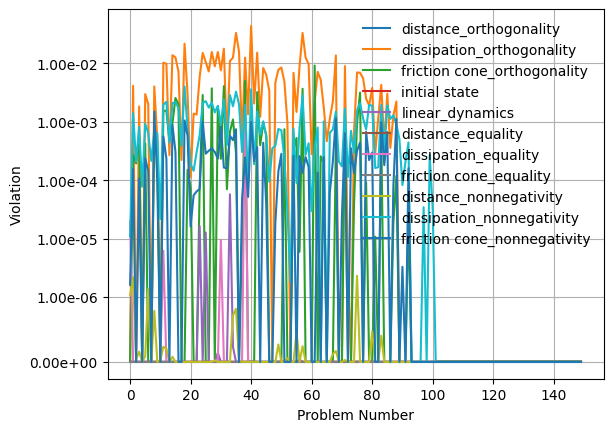 distance_orthogonality
dissipation_orthogonality
friction cone_orthogonality
initial state
linear_dynamics
distance_equality
dissipation_equality
friction cone_equality
distance_nonnegativity
dissipation_nonnegativity
friction cone_nonnegativity
1.00e-02
1.00e-03
1.00e-04
1.00e-05
1.00e-06
0.00e+00
Violation
0 20 40 60 80 100 120 140
Problem Number